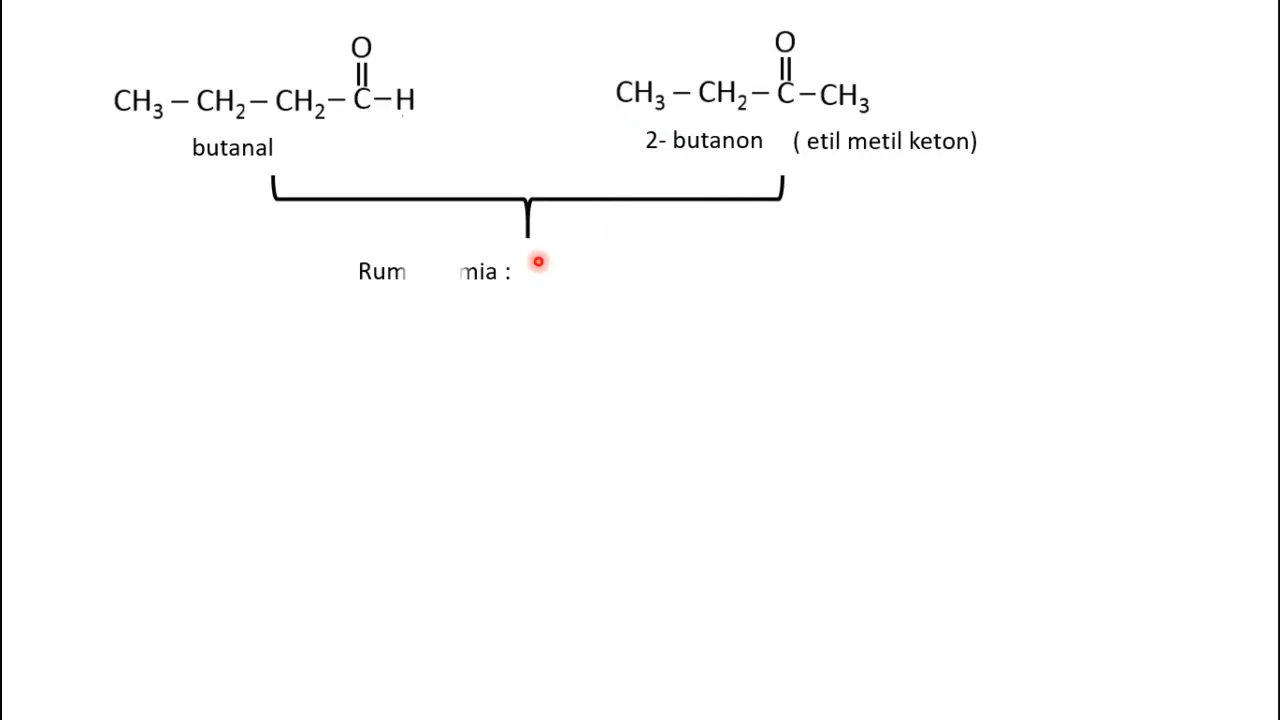 O
||
CH₃ – CH₂ – CH₂ – C – H
butanal
O
||
CH₃ – CH₂ – C – CH₃
2- butanon ( etil metil keton)
Rum mia :